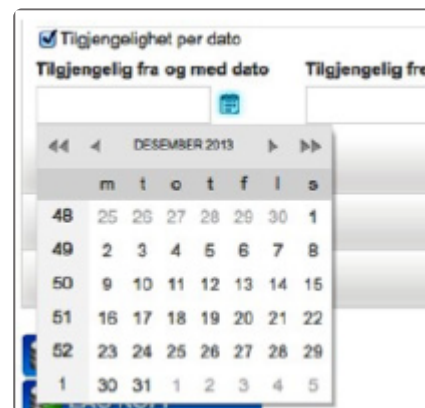 Tilgjengelighet per dato
Tilgjengelig fra og med dato Tilgjengelig fre
DESEMBER 2013
m t o t f l s
48 25 26 27 28 29 30 1
49 2 3 4 5 6 7 8
50 9 10 11 12 13 14 15
51 16 17 18 19 20 21 22
52 23 24 25 26 27 28 29
1 30 31 1 2 3 4 5